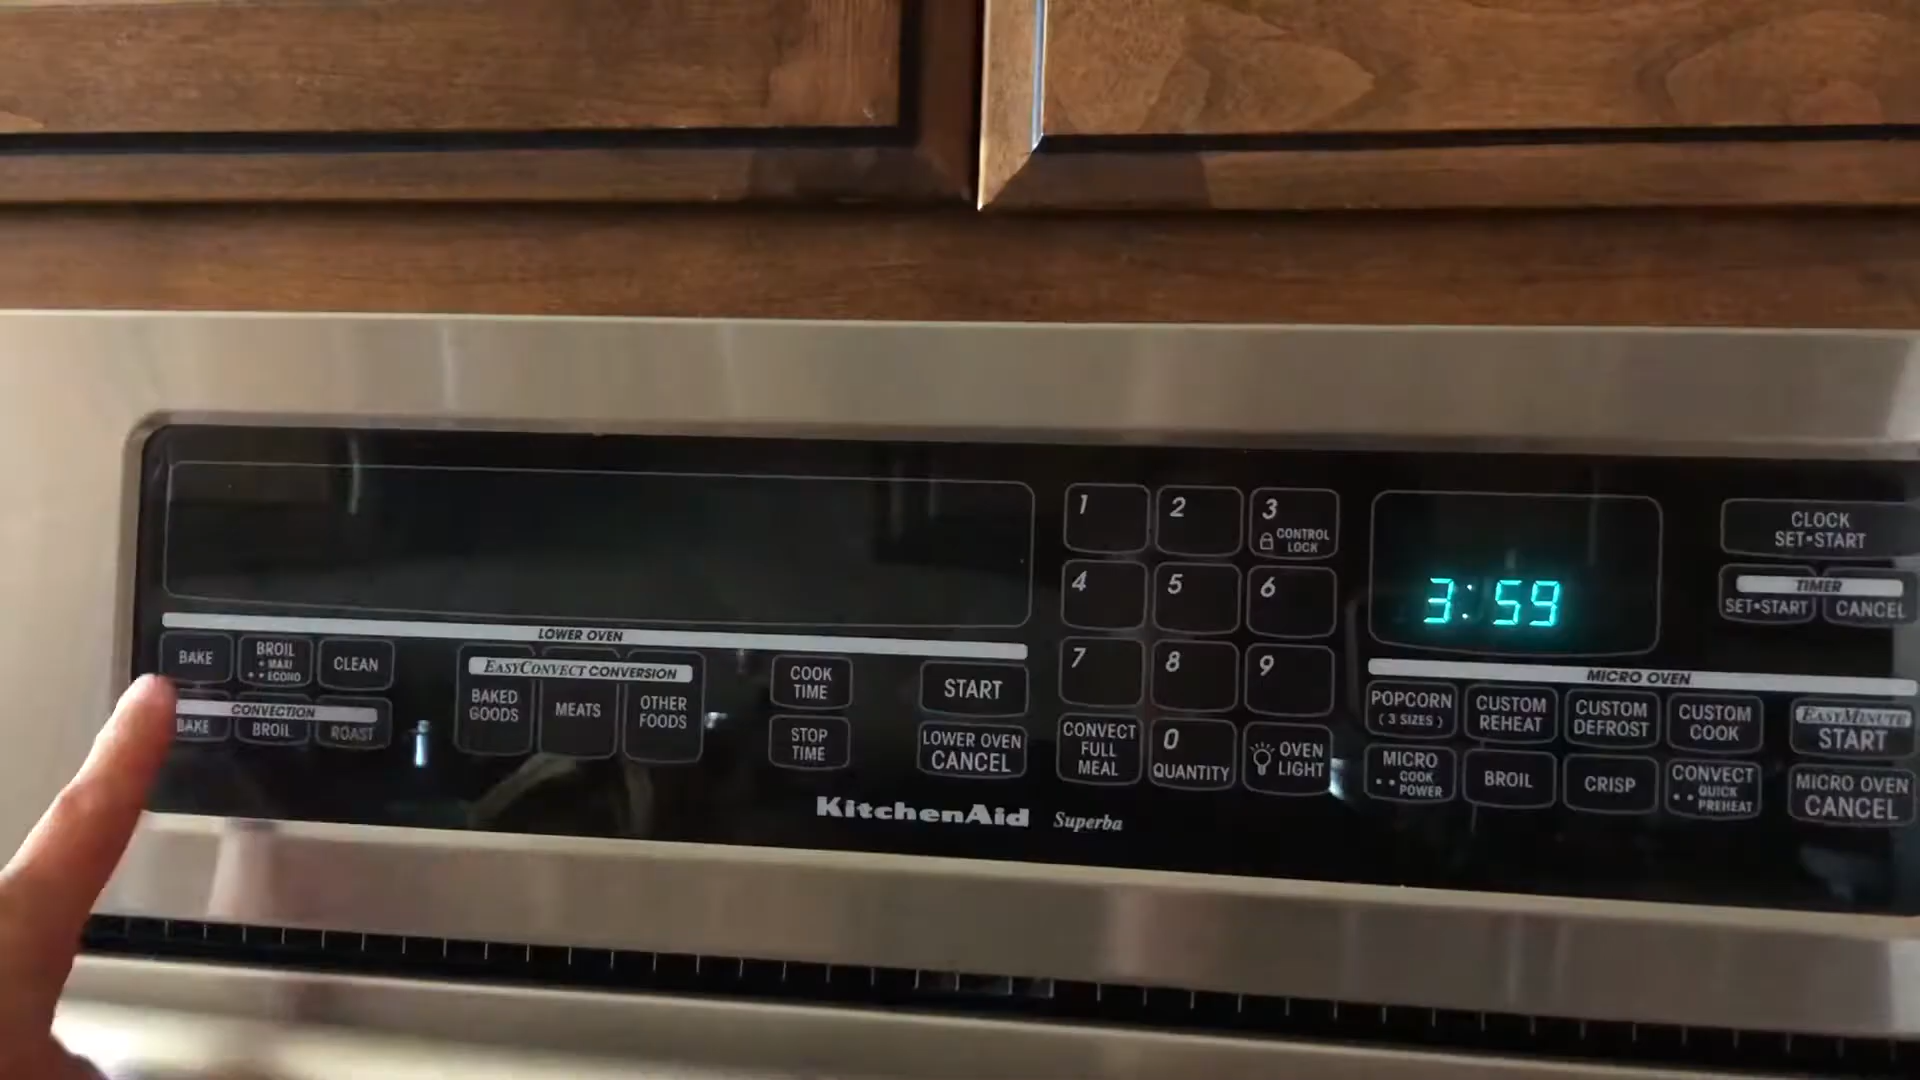 LOWER OVEN
BAKE
BROIL
• MAXI
• • ECONO
CLEAN
CONVECTION
BAKE
BROIL
ROAST
EASYCONVECT CONVERSION
BAKED
GOODS
MEATS
OTHER
FOODS
COOK
TIME
STOP
TIME
START
LOWER OVEN
CANCEL
KitchenAid Superba
1
2
3
CONTROL
LOCK
4
5
6
7
8
9
CONVECT
FULL
MEAL
0
QUANTITY
OVEN
LIGHT
3:59
CLOCK
SET•START
TIMER
SET•START
CANCEL
MICRO OVEN
POPCORN
(3 SIZES)
CUSTOM
REHEAT
CUSTOM
DEFROST
CUSTOM
COOK
EASYMINUTE
START
MICRO
• • COOK
POWER
BROIL
CRISP
CONVECT
• • QUICK
PREHEAT
MICRO OVEN
CANCEL